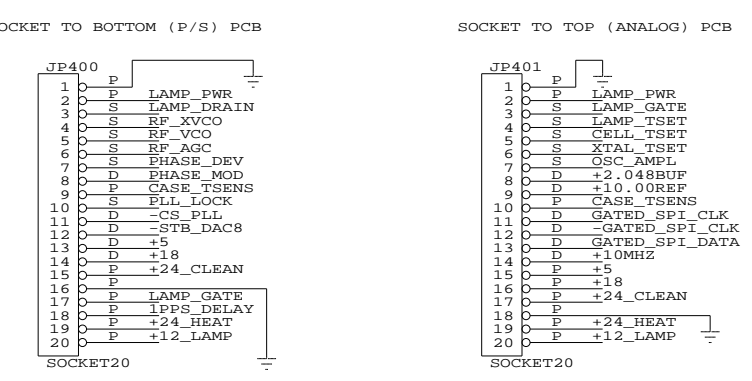 OCKET TO BOTTOM (P/S) PCB
JP400
1 P
2 P LAMP_PWR
3 S LAMP_DRAIN
4 S RF_XVCO
5 S RF_VCO
6 S RF_AGC
7 S PHASE_DEV
8 D PHASE_MOD
9 P CASE_TSENS
10 S PLL_LOCK
11 D -CS_PLL
12 D -STB_DAC8
13 D +5
14 D +18
15 P +24_CLEAN
16 P
17 P LAMP_GATE
18 P 1PPS_DELAY
19 P +24_HEAT
20 P +12_LAMP
SOCKET20
SOCKET TO TOP (ANALOG) PCB
JP401
1 P
2 P LAMP_PWR
3 S LAMP_GATE
4 S LAMP_TSET
5 S CELL_TSET
6 S XTAL_TSET
7 S OSC_AMPL
8 D +2.048BUF
9 D +10.00REF
10 P CASE_TSENS
11 D GATED_SPI_CLK
12 D -GATED_SPI_CLK
13 D GATED_SPI_DATA
14 D +10MHZ
15 P +5
16 P +18
17 P +24_CLEAN
18 P
19 P +24_HEAT
20 P +12_LAMP
SOCKET20